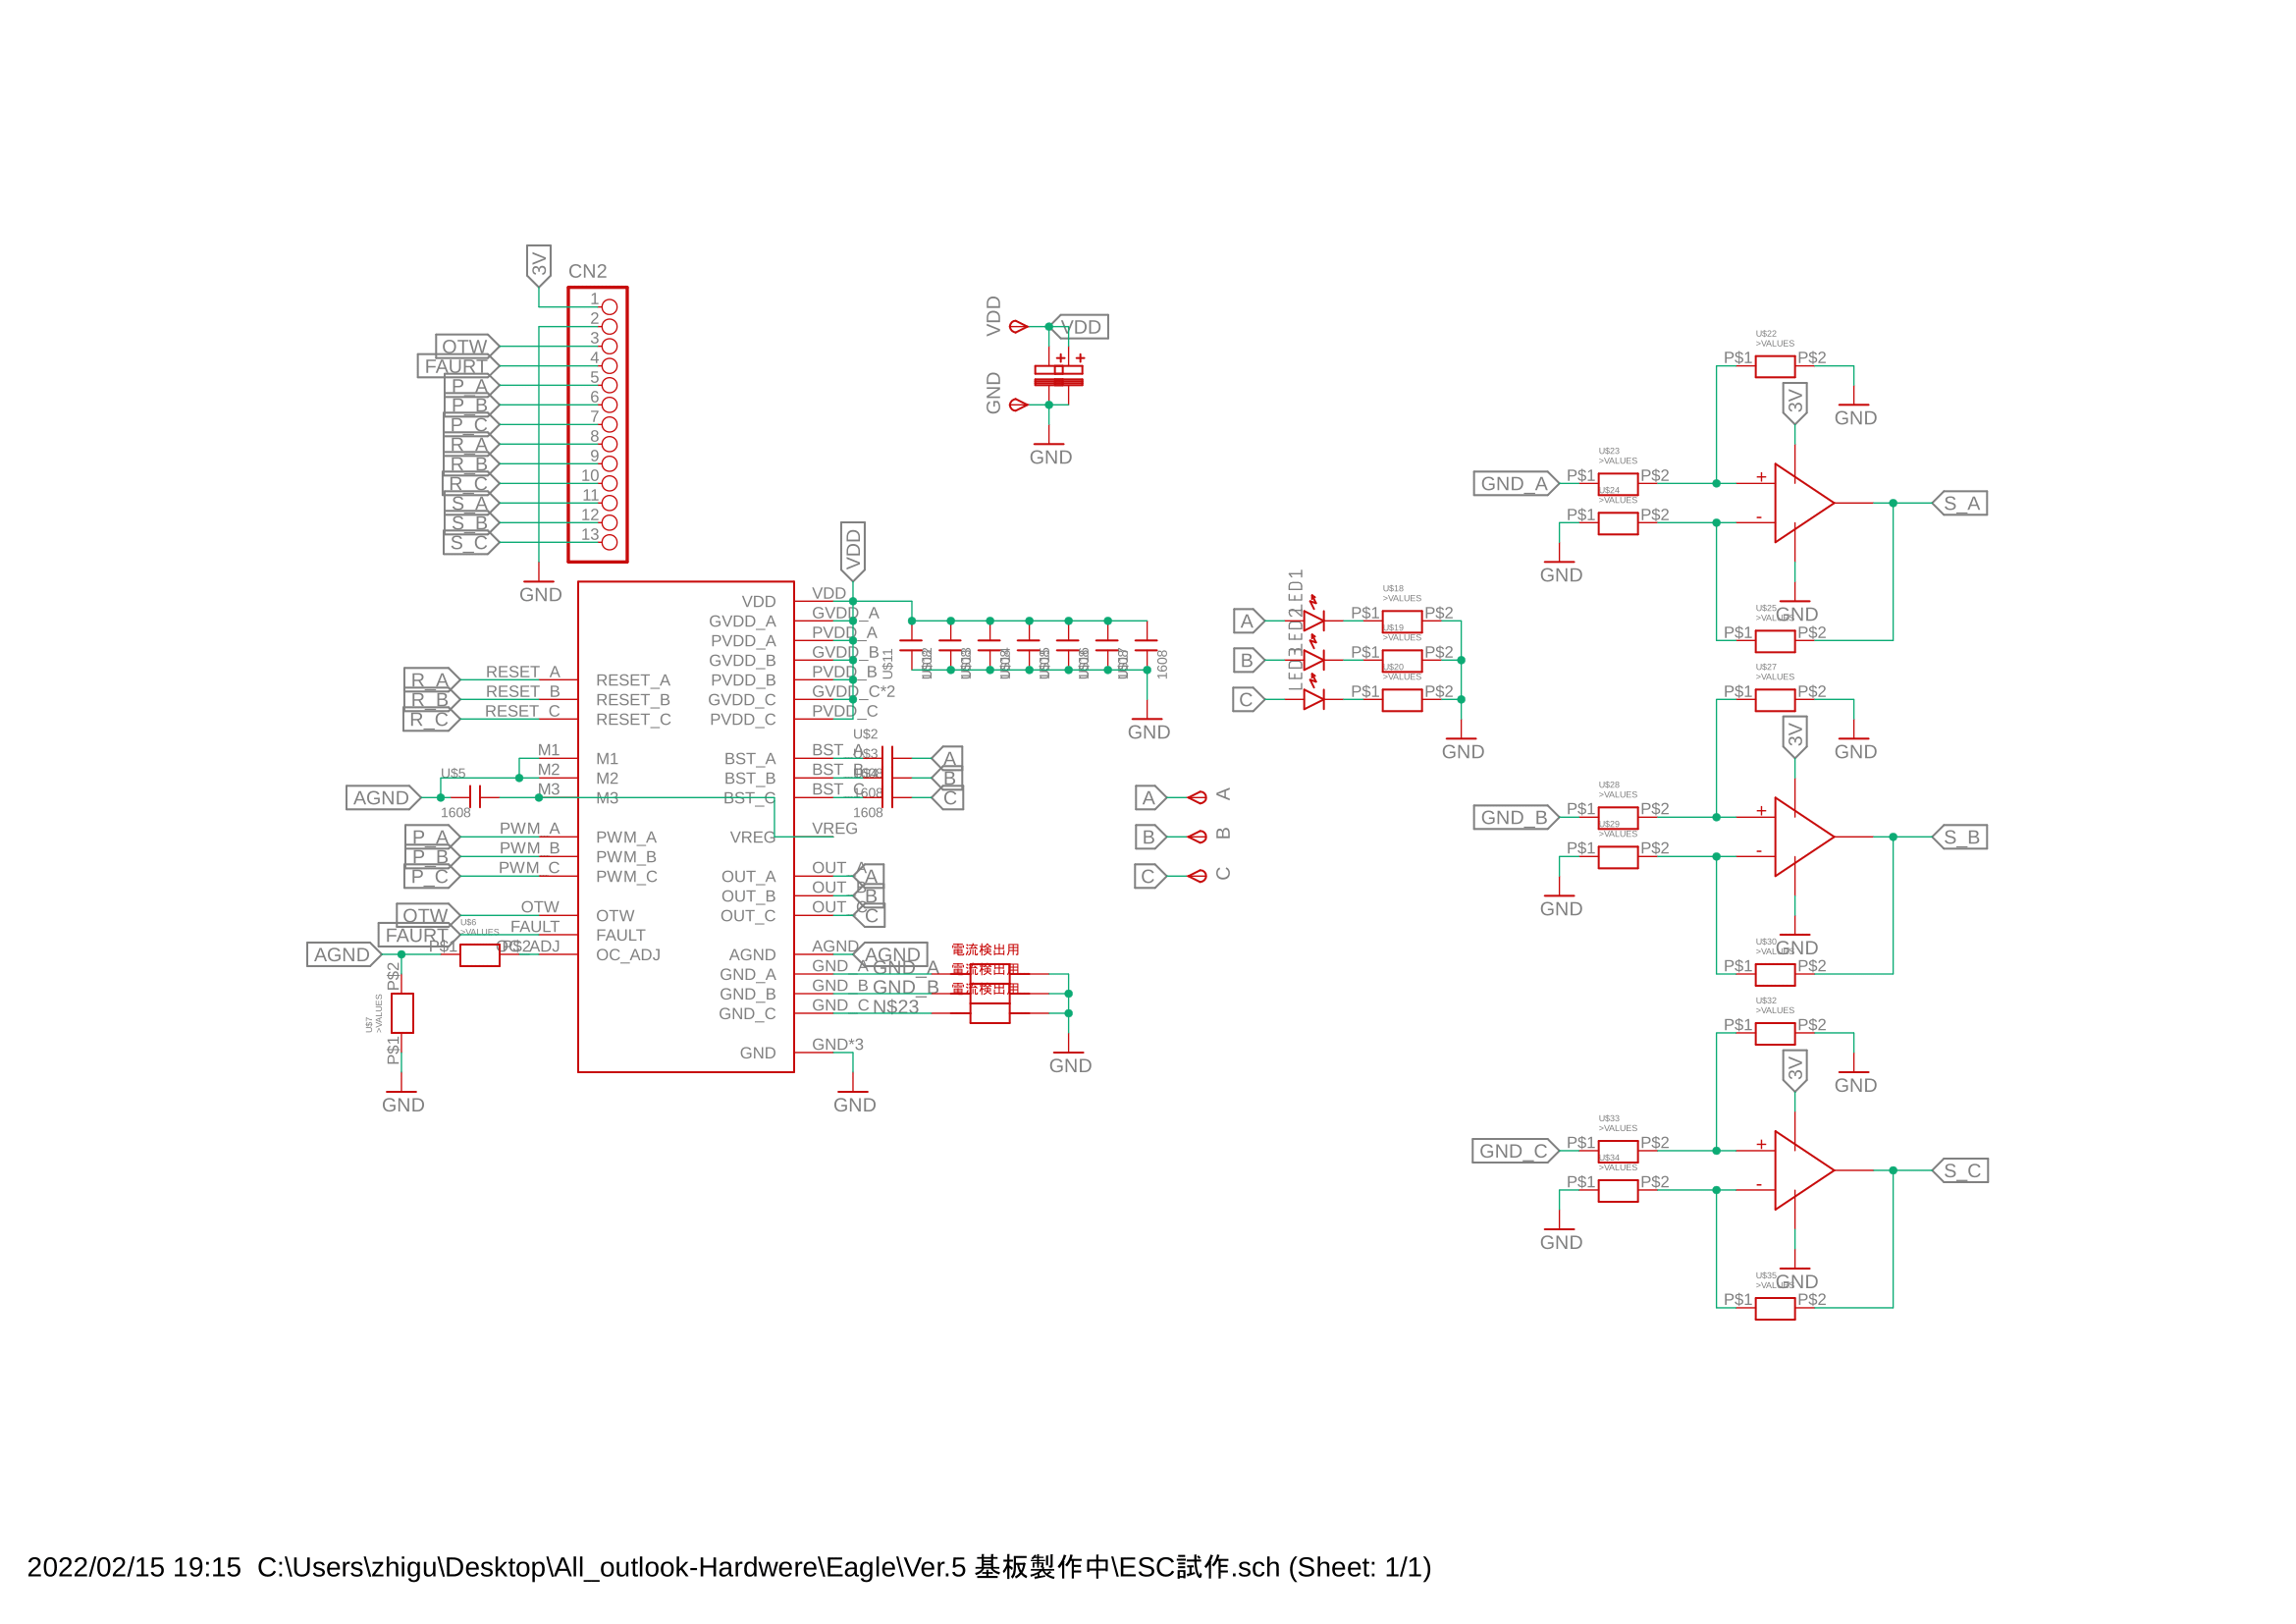 3V
CN2
1
2
3
4
5
6
7
8
9
10
11
12
13
OTW
FAURT
P_A
P_B
P_C
R_A
R_B
R_C
S_A
S_B
S_C
GND
VDD
VDD
GND
GND
VDD
VDD
GVDD_A
PVDD_A
GVDD_B
PVDD_B
GVDD_C*2
PVDD_C
VDD
GVDD_A
PVDD_A
GVDD_B
PVDD_B
GVDD_C
PVDD_C
R_A
R_B
R_C
RESET_A
RESET_B
RESET_C
RESET_A
RESET_B
RESET_C
M1
M2
M3
M1
M2
M3
AGND
U$5
1608
BST_A
BST_B
BST_C
BST_A
BST_B
BST_C
U$2
U$3
U$4
1608
1608
1608
A
B
C
P_A
P_B
P_C
PWM_A
PWM_B
PWM_C
PWM_A
PWM_B
PWM_C
VREG
VREG
OUT_A
OUT_B
OUT_C
OUT_A
OUT_B
OUT_C
A
B
C
OTW
FAURT
OTW
FAULT
OC_ADJ
OTW
FAULT
OC_ADJ
AGND
U$6
>VALUES
P$1
P$2
P$2
U$7
>VALUES
P$1
GND
AGND
GND_A
GND_B
GND_C
GND
AGND
GND_A
GND_B
GND_C
GND*3
AGND
GND_A
GND_B
N$23
電流検出用
電流検出用
電流検出用
GND
GND
U$11
1608
GND
A
B
C
A
B
C
A
B
C
LED1
LED2
LED3
P$1
U$18
>VALUES
P$2
P$1
U$19
>VALUES
P$2
P$1
U$20
>VALUES
P$2
GND
U$22
>VALUES
P$1
P$2
3V
GND
GND_A
U$23
>VALUES
P$1
P$2
U$24
>VALUES
P$1
P$2
+
-
S_A
GND
GND
U$25
>VALUES
P$1
P$2
U$27
>VALUES
P$1
P$2
3V
GND
GND_B
U$28
>VALUES
P$1
P$2
U$29
>VALUES
P$1
P$2
+
-
S_B
GND
GND
U$30
>VALUES
P$1
P$2
U$32
>VALUES
P$1
P$2
3V
GND
GND_C
U$33
>VALUES
P$1
P$2
U$34
>VALUES
P$1
P$2
+
-
S_C
GND
GND
U$35
>VALUES
P$1
P$2
2022/02/15 19:15  C:\Users\zhigu\Desktop\All_outlook-Hardwere\Eagle\Ver.5 基板製作中\ESC試作.sch (Sheet: 1/1)